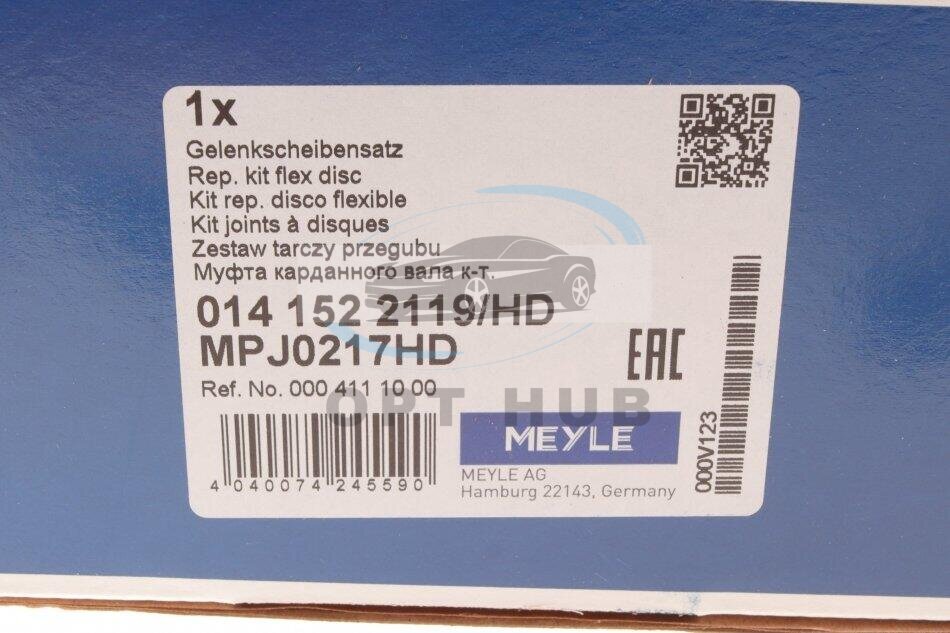 1x
Gelenkscheibensatz
Rep. kit flex disc
Kit rep. disco flexible
Kit joints à disques
Zestaw tarczy przegubu
Муфта карданного вала к-т.
014 152 2119/HD
MPJ0217HD
EAC
Ref. No. 000 411 10 00
OPT HUB
MEYLE
4 040074 245590
MEYLE AG
Hamburg 22143, Germany
000V123